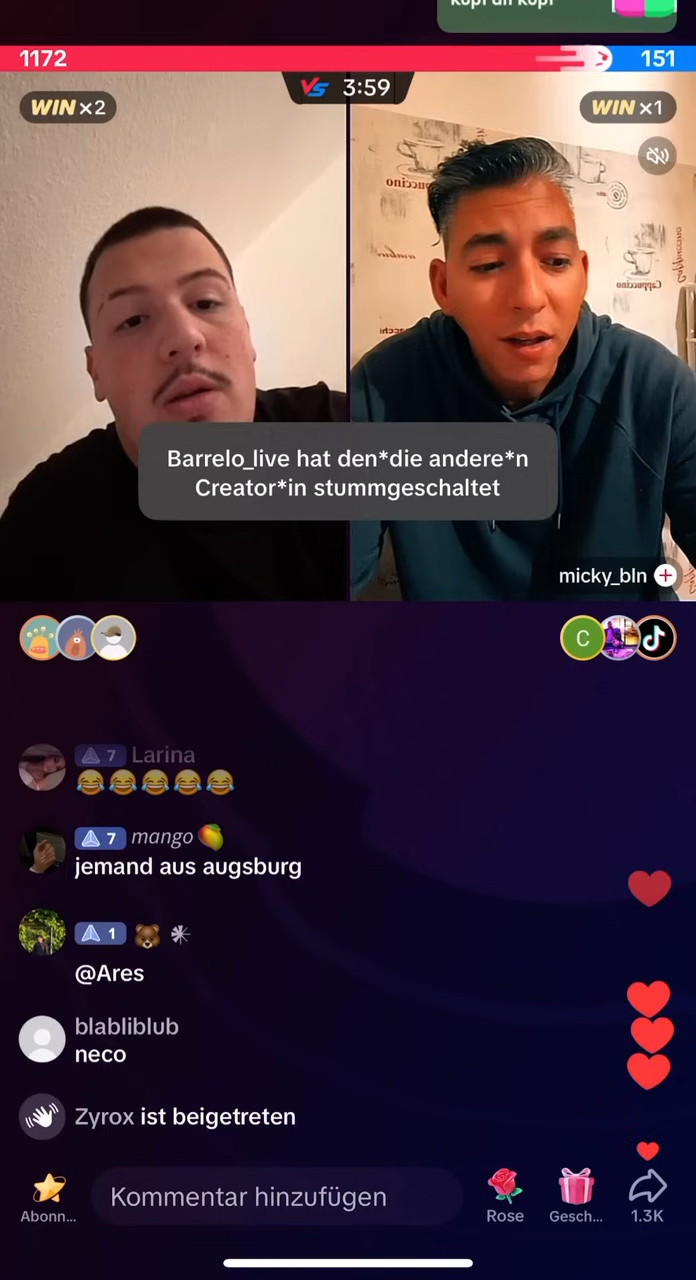 1172
151
VS 3:59
WIN ×2
WIN ×1
Barrelo_live hat den*die andere*n
Creator*in stummgeschaltet
micky_bln
C
7 Larina
😂😂😂😂😂
7 mango 🥭
jemand aus augsburg
1 🐻
@Ares
blabliblub
neco
Zyrox ist beigetreten
Abonn...
Kommentar hinzufügen
Rose
Gesch...
1.3K